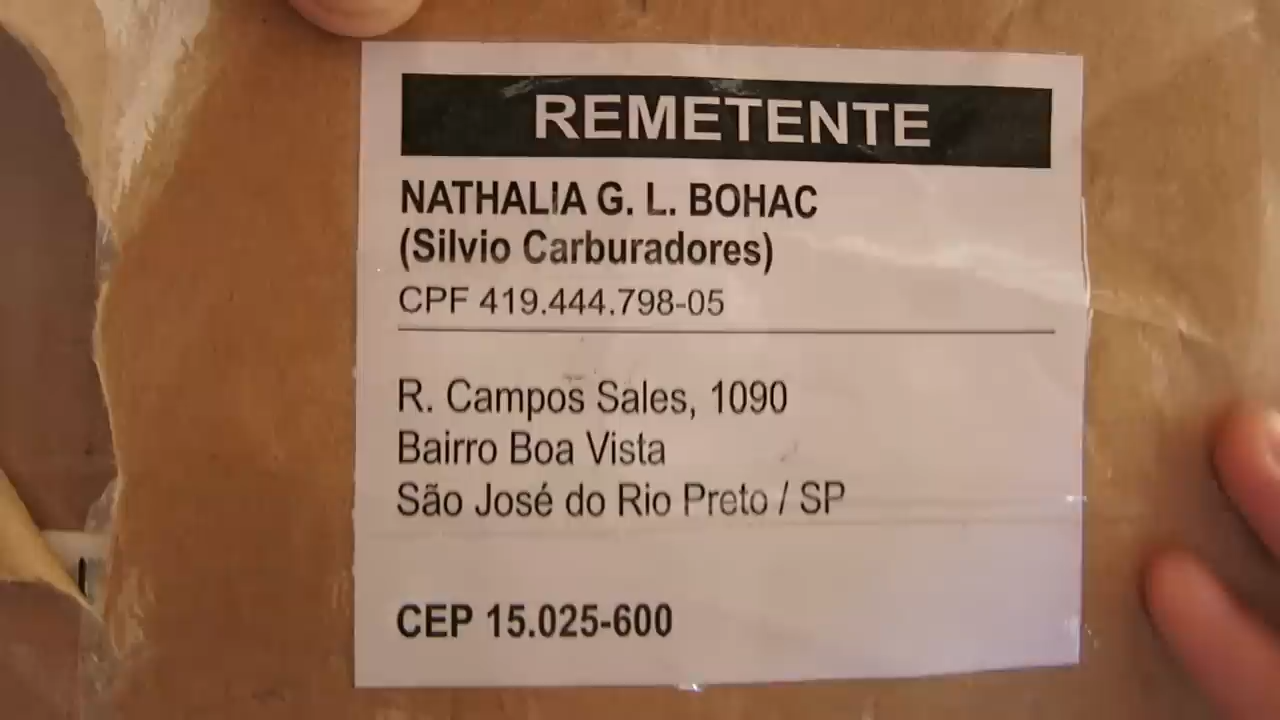 REMETENTE
NATHALIA G. L. BOHAC
(Silvio Carburadores)
CPF 419.444.798-05
R. Campos Sales, 1090
Bairro Boa Vista
São José do Rio Preto / SP
CEP 15.025-600